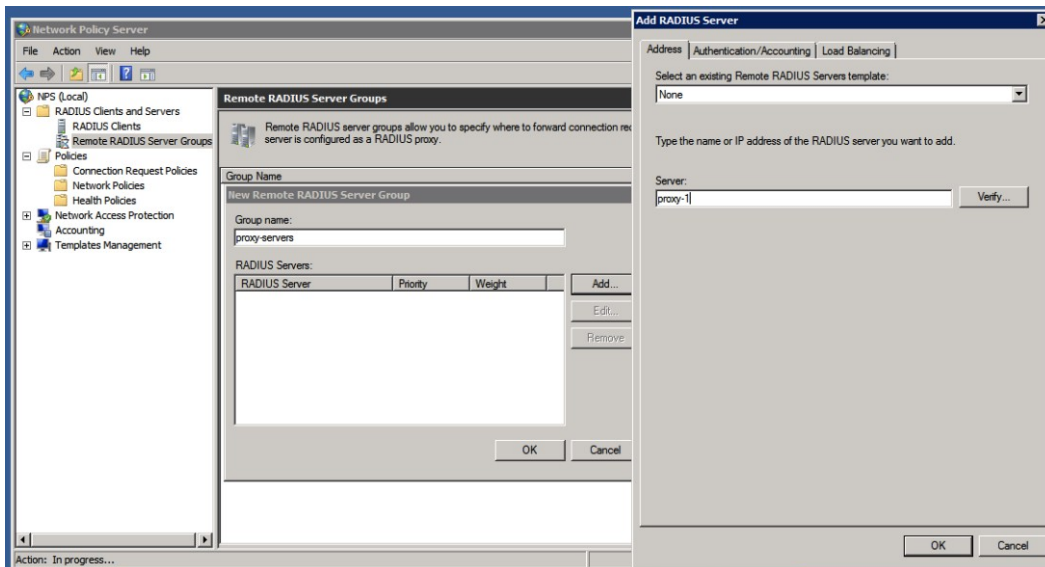 Network Policy Server
File Action View Help
NPS (Local)
RADIUS Clients and Servers
RADIUS Clients
Remote RADIUS Server Groups
Policies
Connection Request Policies
Network Policies
Health Policies
Network Access Protection
Accounting
Templates Management
Remote RADIUS Server Groups
Remote RADIUS server groups allow you to specify where to forward connection rec
server is configured as a RADIUS proxy.
Group Name
New Remote RADIUS Server Group
Group name:
proxy-servers
RADIUS Servers:
RADIUS Server Priority Weight
Add...
Edit...
Remove
OK Cancel
Action: In progress...
Add RADIUS Server
Address Authentication/Accounting Load Balancing
Select an existing Remote RADIUS Servers template:
None
Type the name or IP address of the RADIUS server you want to add.
Server:
proxy-1
Verify...
OK Cancel